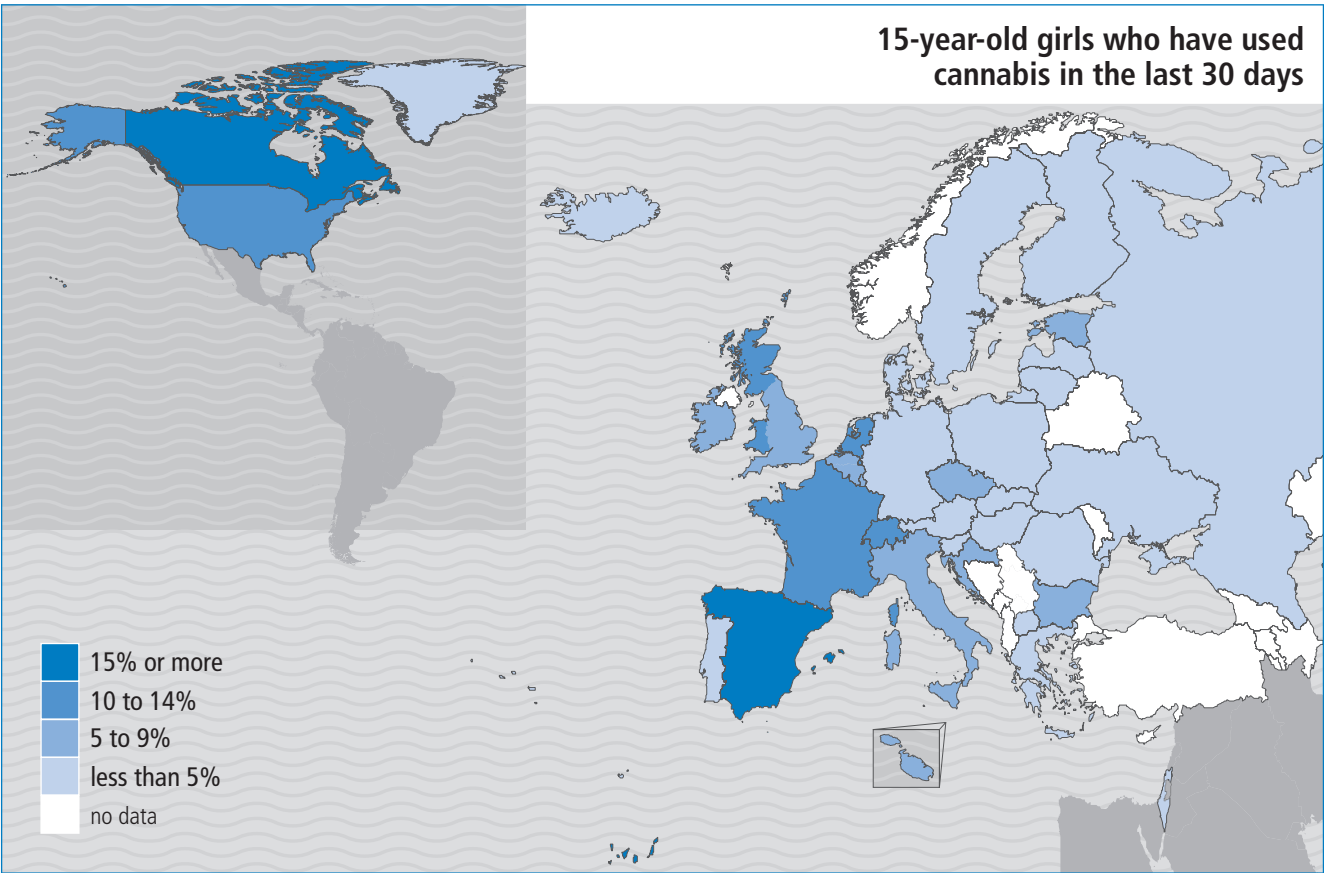 15-year-old girls who have used
cannabis in the last 30 days
15% or more
10 to 14%
5 to 9%
less than 5%
no data